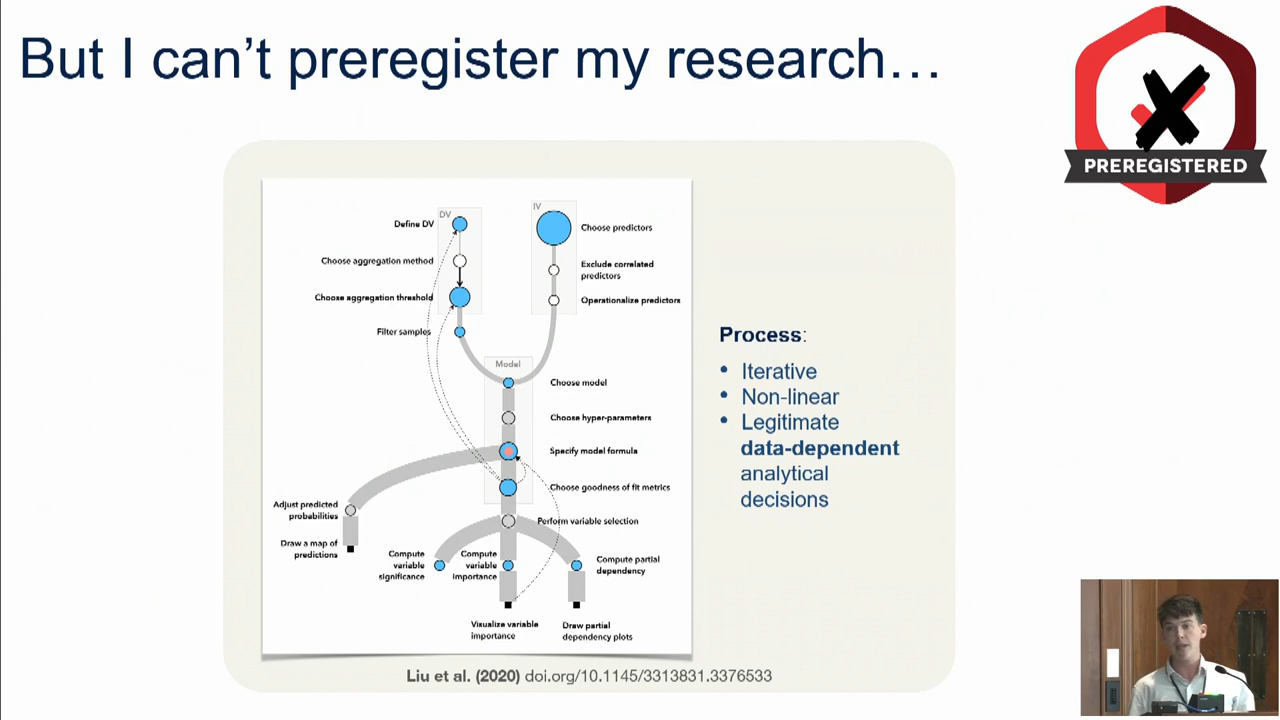 But I can't preregister my research…
PREREGISTERED
DV
IV
Define DV
Choose predictors
Choose aggregation method
Exclude correlated
predictors
Choose aggregation threshold
Operationalize predictors
Filter samples
Model
Choose model
Choose hyper-parameters
Specify model formula
Choose goodness of fit metrics
Adjust predicted
probabilities
Perform variable selection
Draw a map of
predictions
Compute
variable
significance
Compute
variable
importance
Compute partial
dependency
Visualize variable
importance
Draw partial
dependency plots
Process:
• Iterative
• Non-linear
• Legitimate
data-dependent
analytical
decisions
Liu et al. (2020) doi.org/10.1145/3313831.3376533